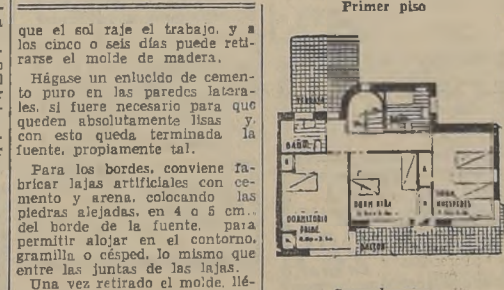 que el sol raje el trabajo, y a
los cinco o seis días puede reti-
rarse el molde de madera.
Hágase un enlucido de cemen-
to puro en las paredes latera-
les, si fuere necesario para que
queden absolutamente lisas y,
con esto queda terminada la
fuente, propiamente tal.
Para los bordes, conviene fa-
bricar lajas artificiales con ce-
mento y arena, colocando las
piedras alejadas, en 4 o 5 cm.,
del borde de la fuente, para
permitir alojar en el contorno,
gramilla o césped, lo mismo que
entre las juntas de las lajas.
Una vez retirado el molde, llé-
Primer piso
TERRAZA
BAÑO
DORMITORIO
DORM. NIÑA
DORM.
HUESPEDES
BALCON